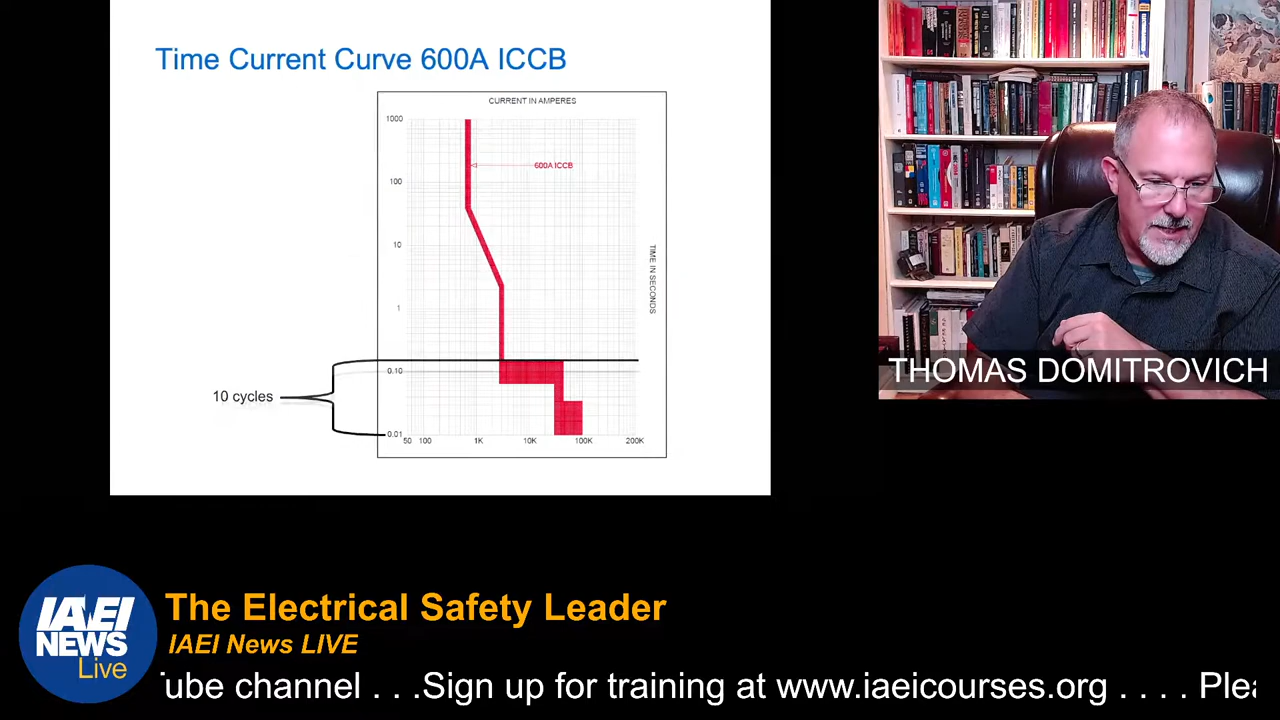 Time Current Curve 600A ICCB
CURRENT IN AMPERES
1000
600A ICCB
100
10
TIME IN SECONDS
1
0.10
10 cycles
0.01
50 100 1K 10K 100K 200K
THOMAS DOMITROVICH
IAEI
NEWS
Live
The Electrical Safety Leader
IAEI News LIVE
Tube channel . . .Sign up for training at www.iaeicourses.org . . . . Plea